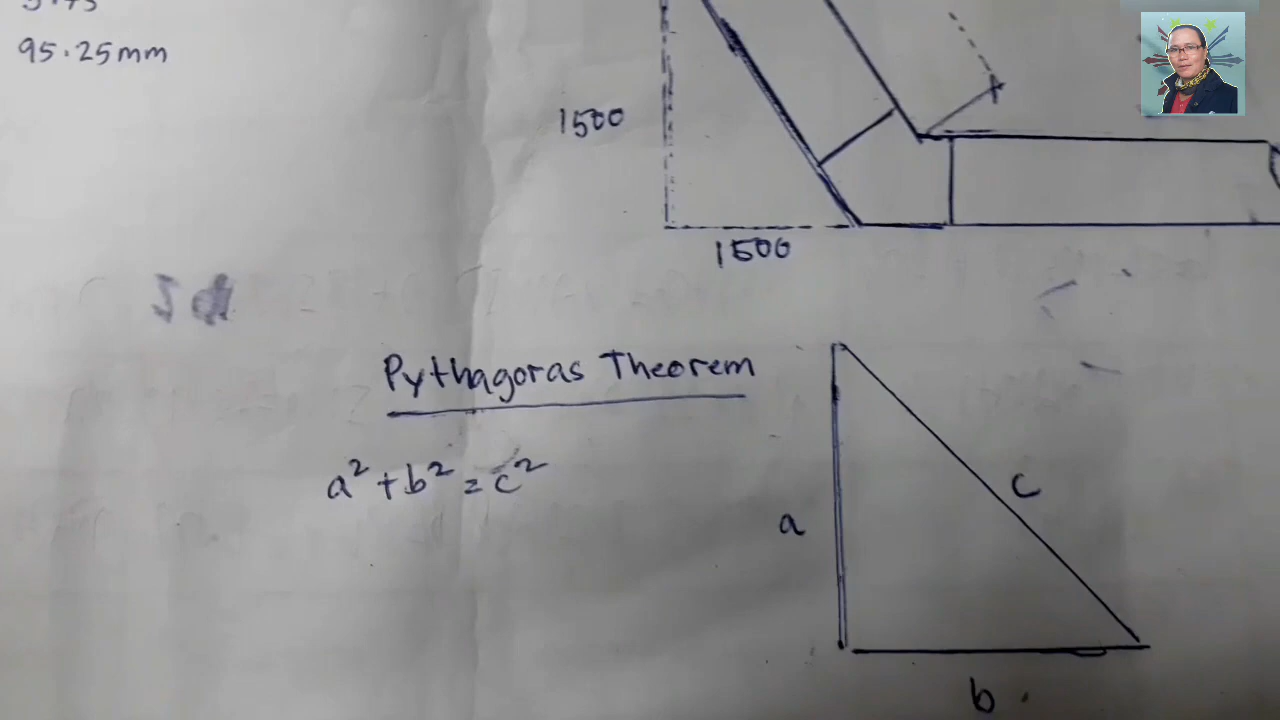 95.25mm
1500
1500
Pythagoras Theorem
a² + b² = c²
c
a
b